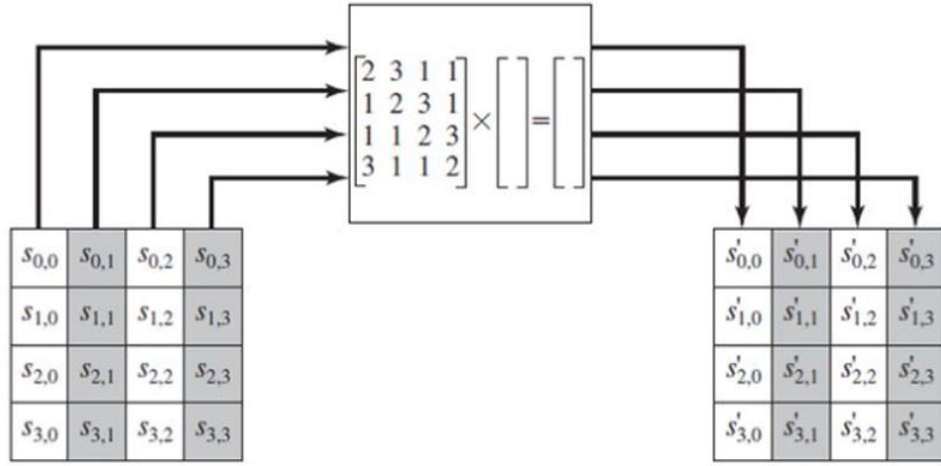 2 3 1 1
1 2 3 1
1 1 2 3
3 1 1 2
× =
s0,0 s0,1 s0,2 s0,3
s1,0 s1,1 s1,2 s1,3
s2,0 s2,1 s2,2 s2,3
s3,0 s3,1 s3,2 s3,3
s'0,0 s'0,1 s'0,2 s'0,3
s'1,0 s'1,1 s'1,2 s'1,3
s'2,0 s'2,1 s'2,2 s'2,3
s'3,0 s'3,1 s'3,2 s'3,3